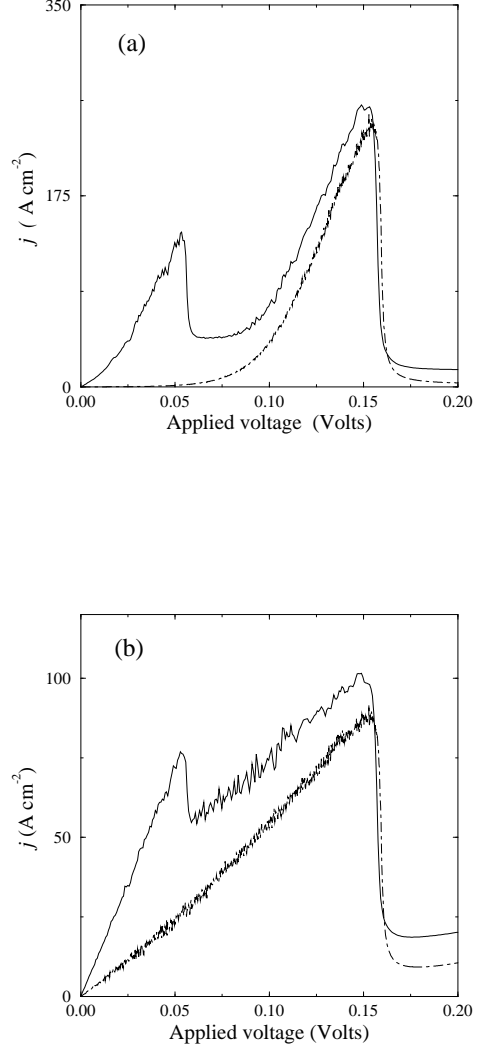 350
(a)
j ( A cm-2)
175
0
0.00 0.05 0.10 0.15 0.20
Applied voltage (Volts)
(b)
100
j (A cm-2)
50
0
0.00 0.05 0.10 0.15 0.20
Applied voltage (Volts)